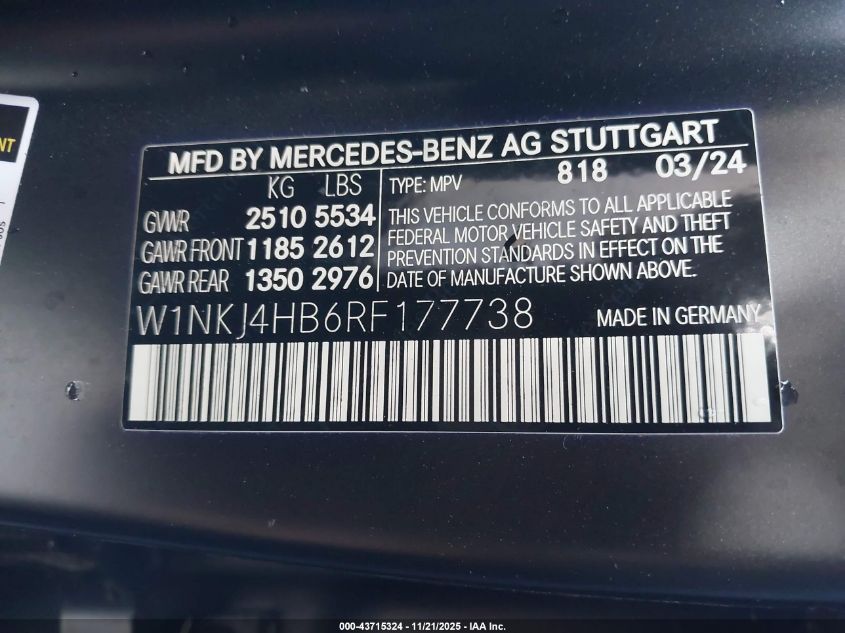 NT
MFD BY MERCEDES-BENZ AG STUTTGART
KG LBS
GVWR 2510 5534
GAWR FRONT 1185 2612
GAWR REAR 1350 2976
TYPE: MPV 818 03/24
THIS VEHICLE CONFORMS TO ALL APPLICABLE
FEDERAL MOTOR VEHICLE SAFETY AND THEFT
PREVENTION STANDARDS IN EFFECT ON THE
DATE OF MANUFACTURE SHOWN ABOVE.
W1NKJ4HB6RF177738 MADE IN GERMANY
000-43715324 - 11/21/2025 - IAA Inc.